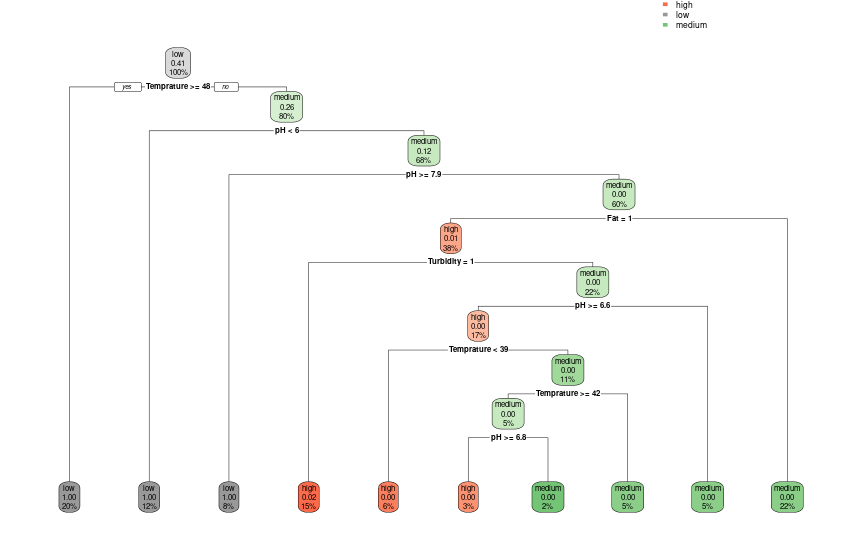 high
low
medium
low
0.41
100%
yes Temprature >= 48 no
medium
0.26
80%
pH < 6
medium
0.12
68%
pH >= 7.9
medium
0.00
60%
Fat = 1
high
0.01
38%
Turbidity = 1
medium
0.00
22%
pH >= 6.6
high
0.00
17%
Temprature < 39
medium
0.00
11%
Temprature >= 42
medium
0.00
5%
pH >= 6.8
low
1.00
20%
low
1.00
12%
low
1.00
8%
high
0.02
15%
high
0.00
6%
high
0.00
3%
medium
0.00
2%
medium
0.00
5%
medium
0.00
5%
medium
0.00
22%